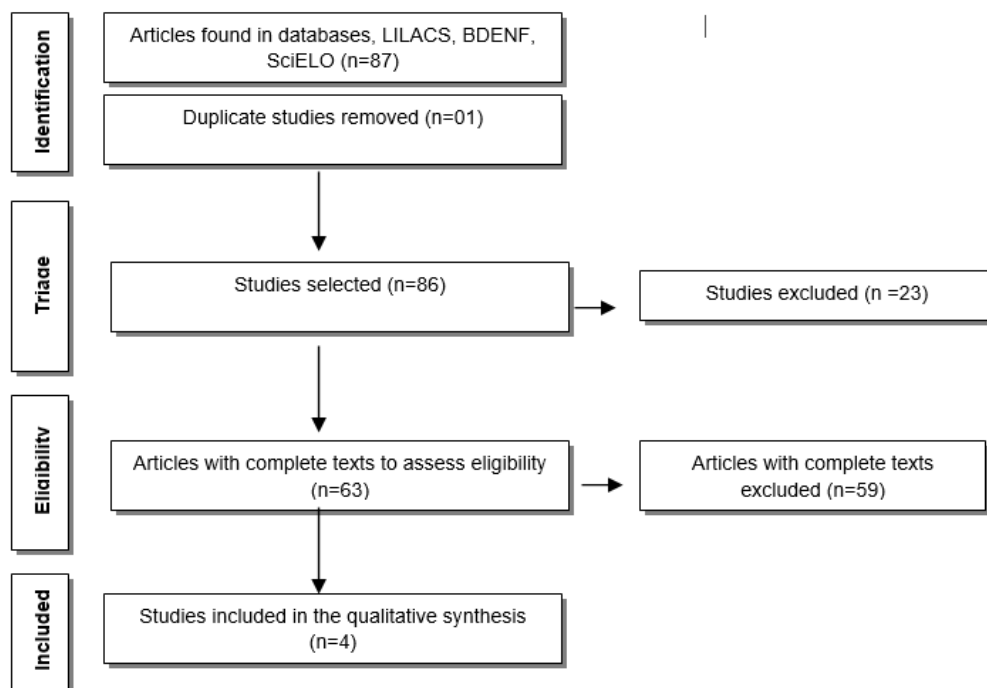 Identification
Articles found in databases, LILACS, BDENF,
SciELO (n=87)
Duplicate studies removed (n=01)
Triage
Studies selected (n=86)
Studies excluded (n =23)
Eligibility
Articles with complete texts to assess eligibility
(n=63)
Articles with complete texts
excluded (n=59)
Included
Studies included in the qualitative synthesis
(n=4)